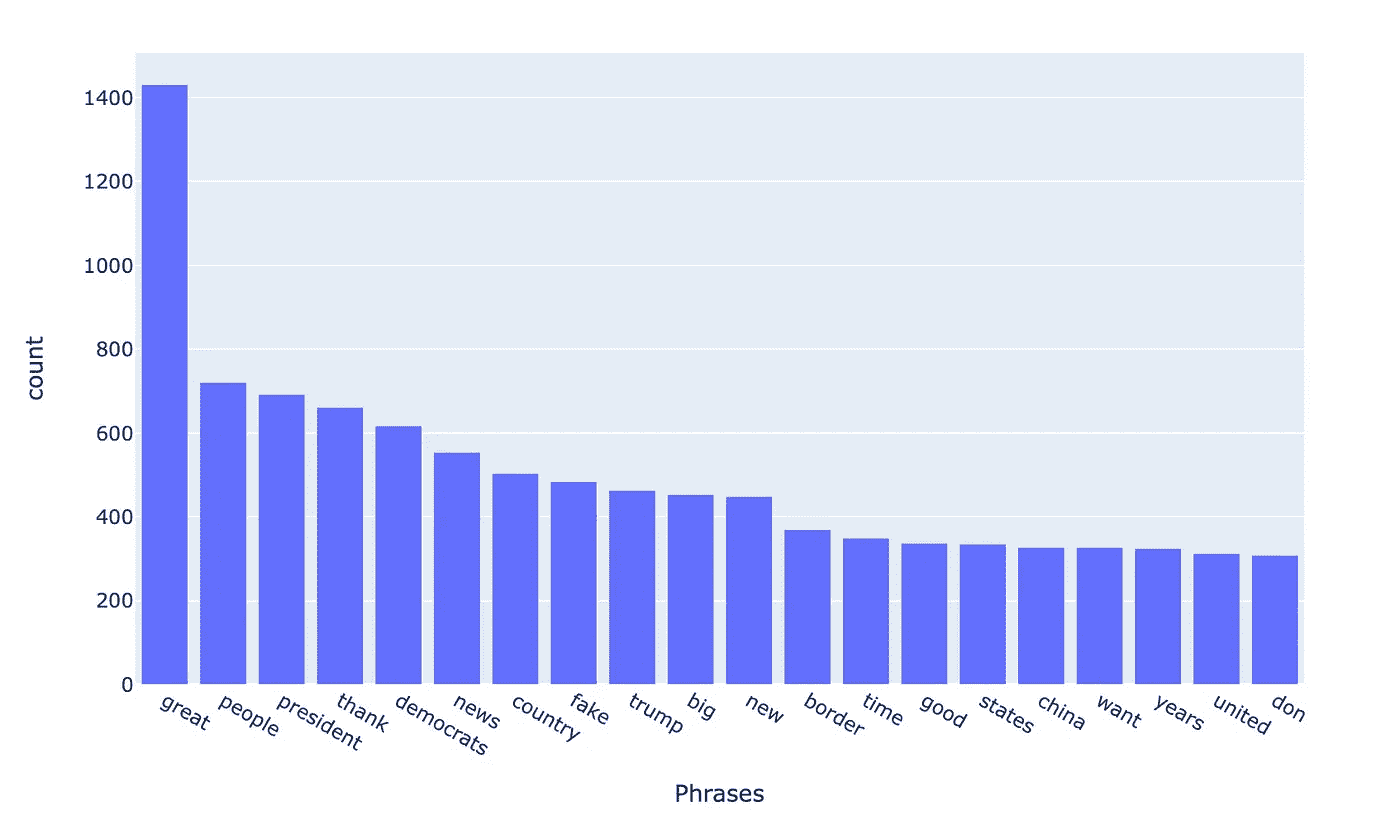 1400
1200
1000
800
600
400
200
0
count
great people president thank democrats news country fake trump big new border time good states china want years united don
Phrases